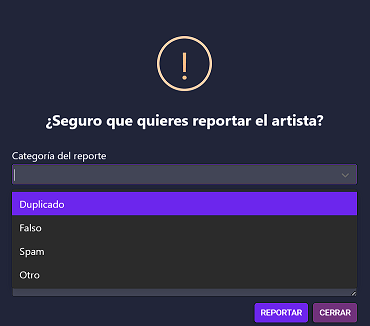 ¿Seguro que quieres reportar el artista?
Categoría del reporte
Duplicado
Falso
Spam
Otro
REPORTAR CERRAR